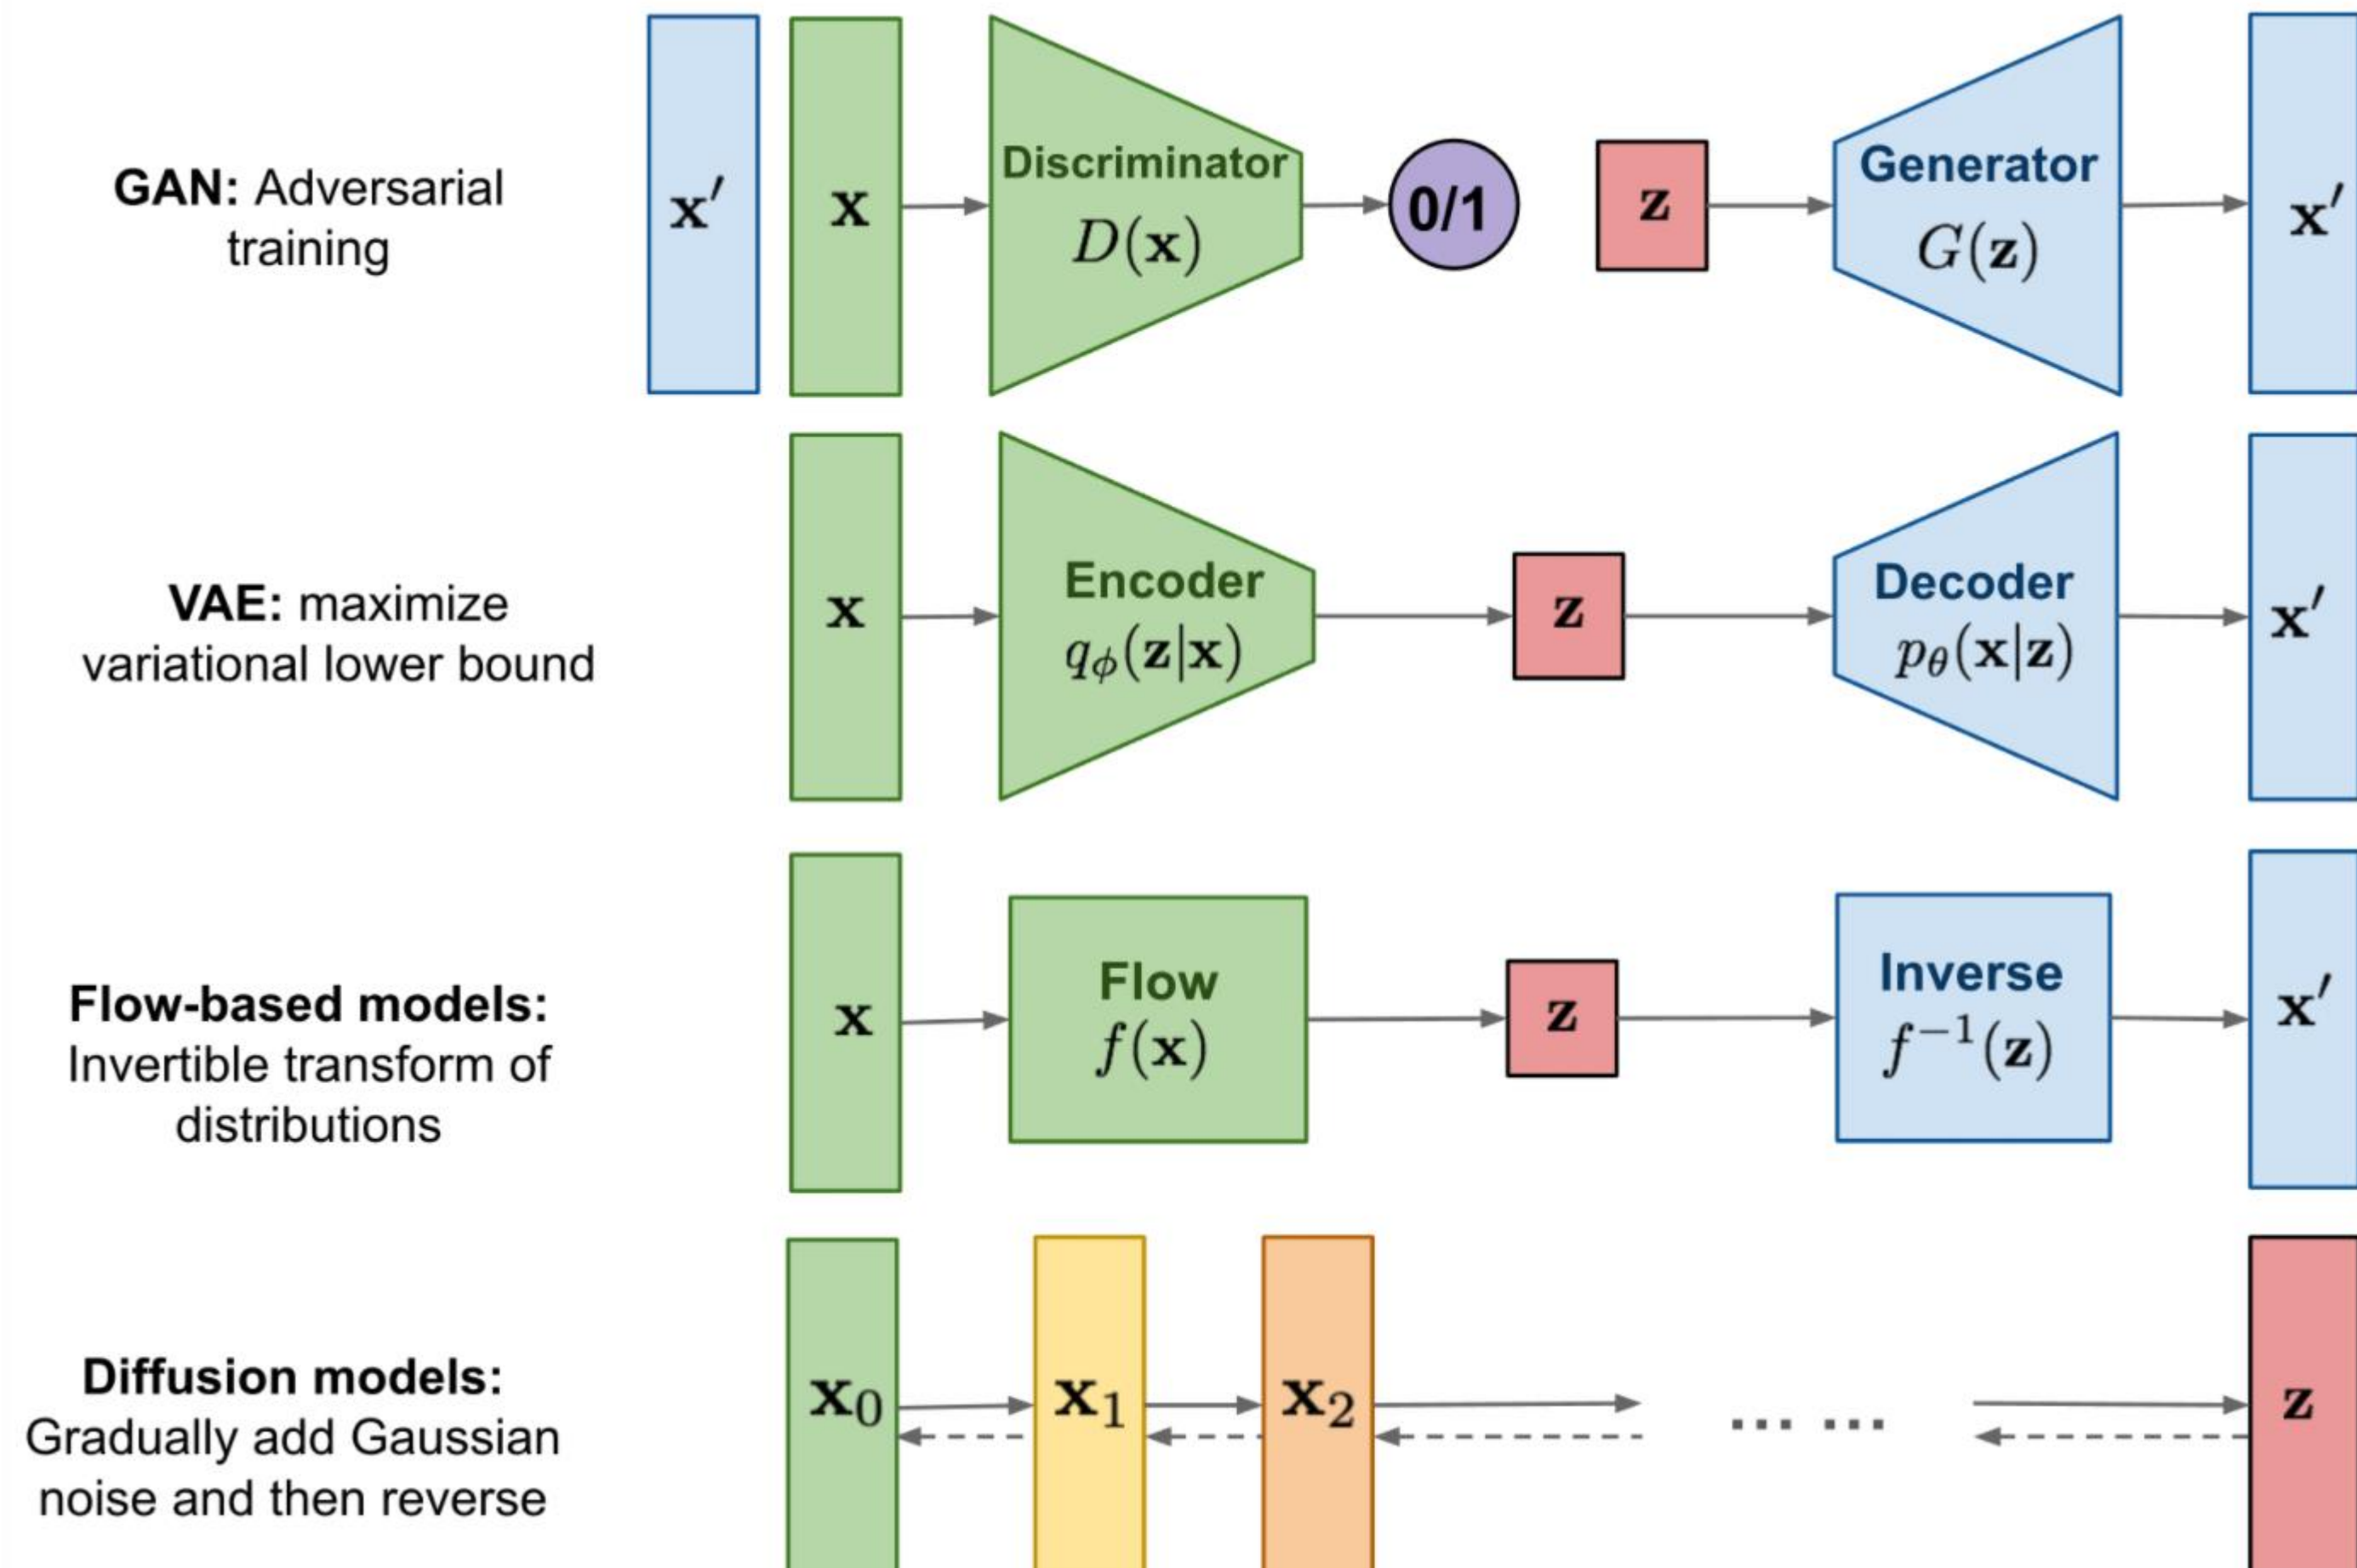 GAN: Adversarial
training
x′
x
Discriminator
D(x)
0/1
z
Generator
G(z)
x′
VAE: maximize
variational lower bound
x
Encoder
qϕ(z|x)
z
Decoder
pθ(x|z)
x′
Flow-based models:
Invertible transform of
distributions
x
Flow
f(x)
z
Inverse
f⁻¹(z)
x′
Diffusion models:
Gradually add Gaussian
noise and then reverse
x₀
x₁
x₂
... ...
z